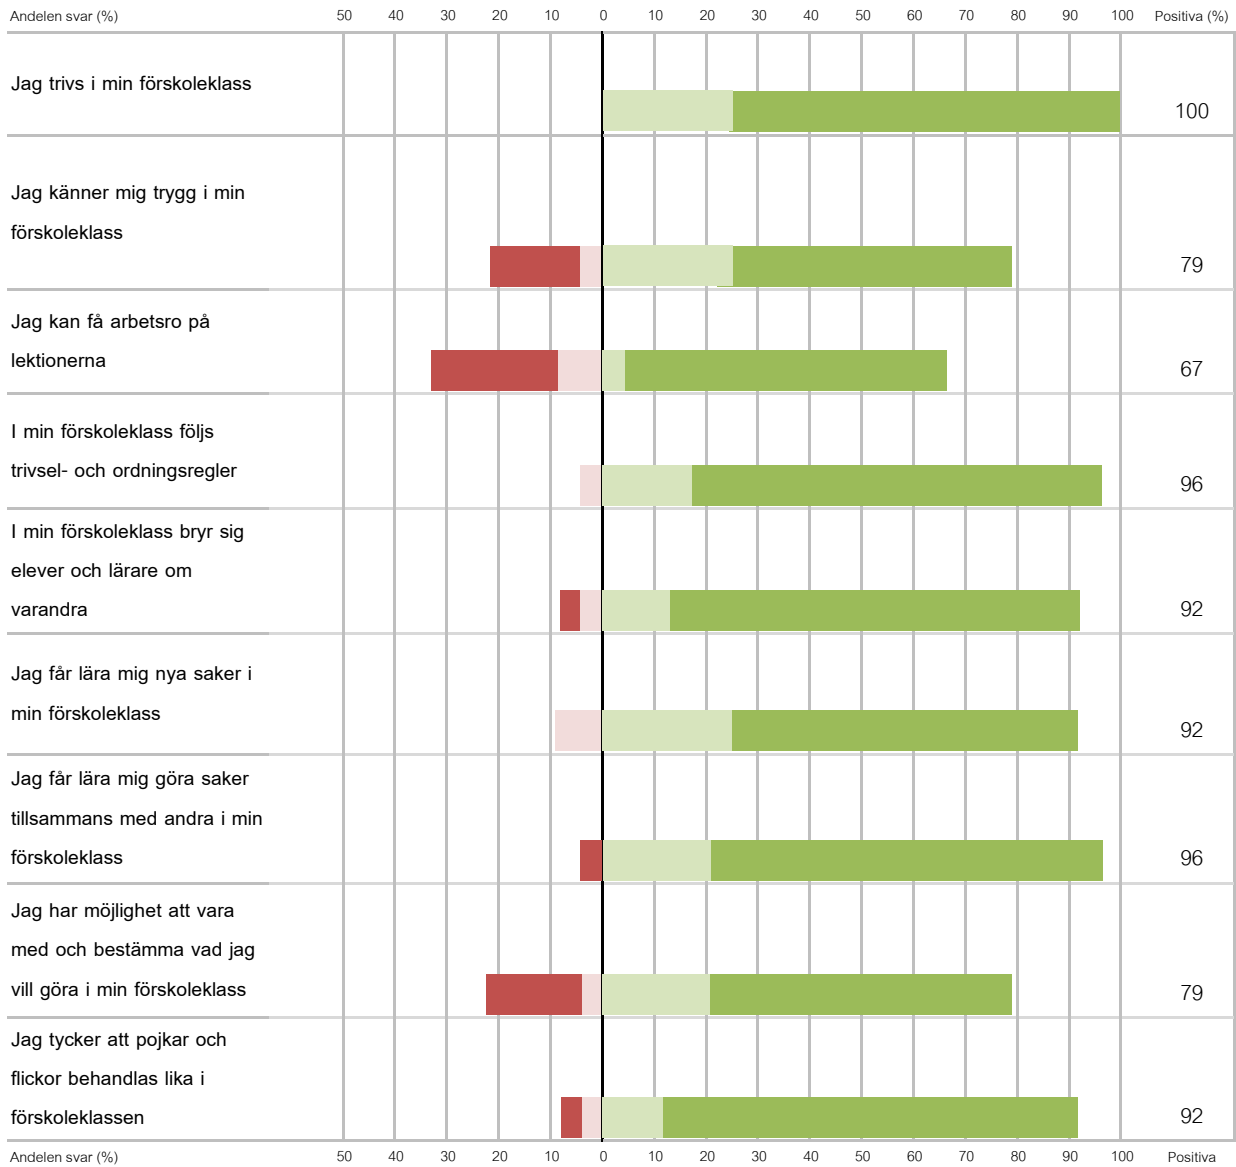 Andelen svar (%) 50 40 30 20 10 0 10 20 30 40 50 60 70 80 90 100 Positiva (%)
Jag trivs i min förskoleklass
100
Jag känner mig trygg i min
förskoleklass
79
Jag kan få arbetsro på
lektionerna
67
I min förskoleklass följs
trivsel- och ordningsregler
96
I min förskoleklass bryr sig
elever och lärare om
varandra
92
Jag får lära mig nya saker i
min förskoleklass
92
Jag får lära mig göra saker
tillsammans med andra i min
förskoleklass
96
Jag har möjlighet att vara
med och bestämma vad jag
vill göra i min förskoleklass
79
Jag tycker att pojkar och
flickor behandlas lika i
förskoleklassen
92
Andelen svar (%) 50 40 30 20 10 0 10 20 30 40 50 60 70 80 90 100 Positiva